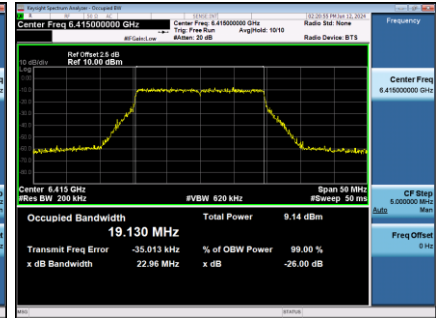 Keysight Spectrum Analyzer - Occupied BW
SENSE:INT
02:20:55 PM Jan 12, 2024
Center Freq 6.415000000 GHz
Center Freq: 6.415000000 GHz
Radio Std: None
Frequency
Trig: Free Run
Avg|Hold: 10/10
#IFGain:Low
#Atten: 20 dB
Radio Device: BTS
Ref Offset 2.5 dB
10 dB/div
Ref 10.00 dBm
Log
Center Freq
6.415000000 GHz
Center 6.415 GHz
Span 50 MHz
#Res BW 200 kHz
#VBW 620 kHz
#Sweep 50 ms
CF Step
5.000000 MHz
Auto
Man
Occupied Bandwidth
Total Power
9.14 dBm
19.130 MHz
Freq Offset
0 Hz
Transmit Freq Error
-35.013 kHz
% of OBW Power
99.00 %
x dB Bandwidth
22.96 MHz
x dB
-26.00 dB
MSG
STATUS